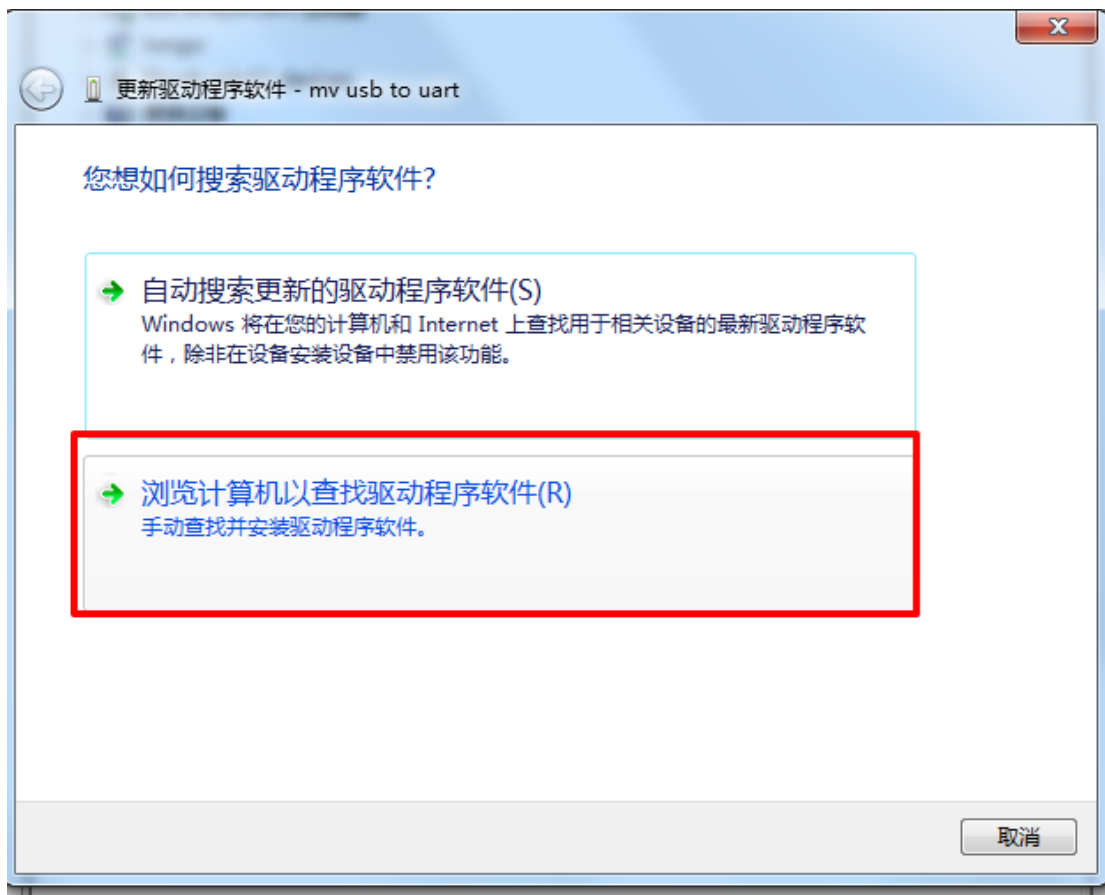 更新驱动程序软件 - mv usb to uart
您想如何搜索驱动程序软件?
自动搜索更新的驱动程序软件(S)
Windows 将在您的计算机和 Internet 上查找用于相关设备的最新驱动程序软
件，除非在设备安装设备中禁用该功能。
浏览计算机以查找驱动程序软件(R)
手动查找并安装驱动程序软件。
取消